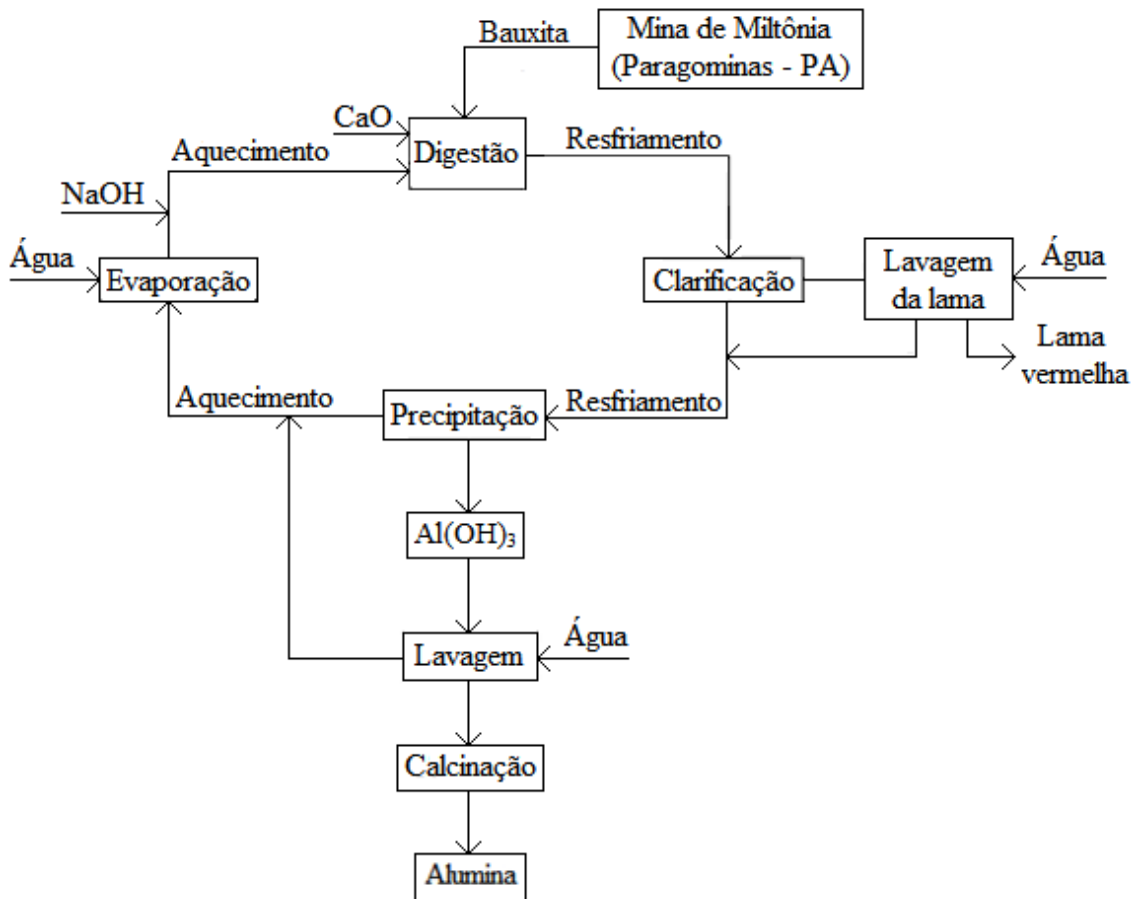 Bauxita
Mina de Miltônia
(Paragominas - PA)
CaO
Aquecimento
Digestão
Resfriamento
NaOH
Água
Evaporação
Clarificação
Lavagem
da lama
Água
Lama
vermelha
Aquecimento
Precipitação
Resfriamento
Al(OH)₃
Lavagem
Água
Calcinação
Alumina